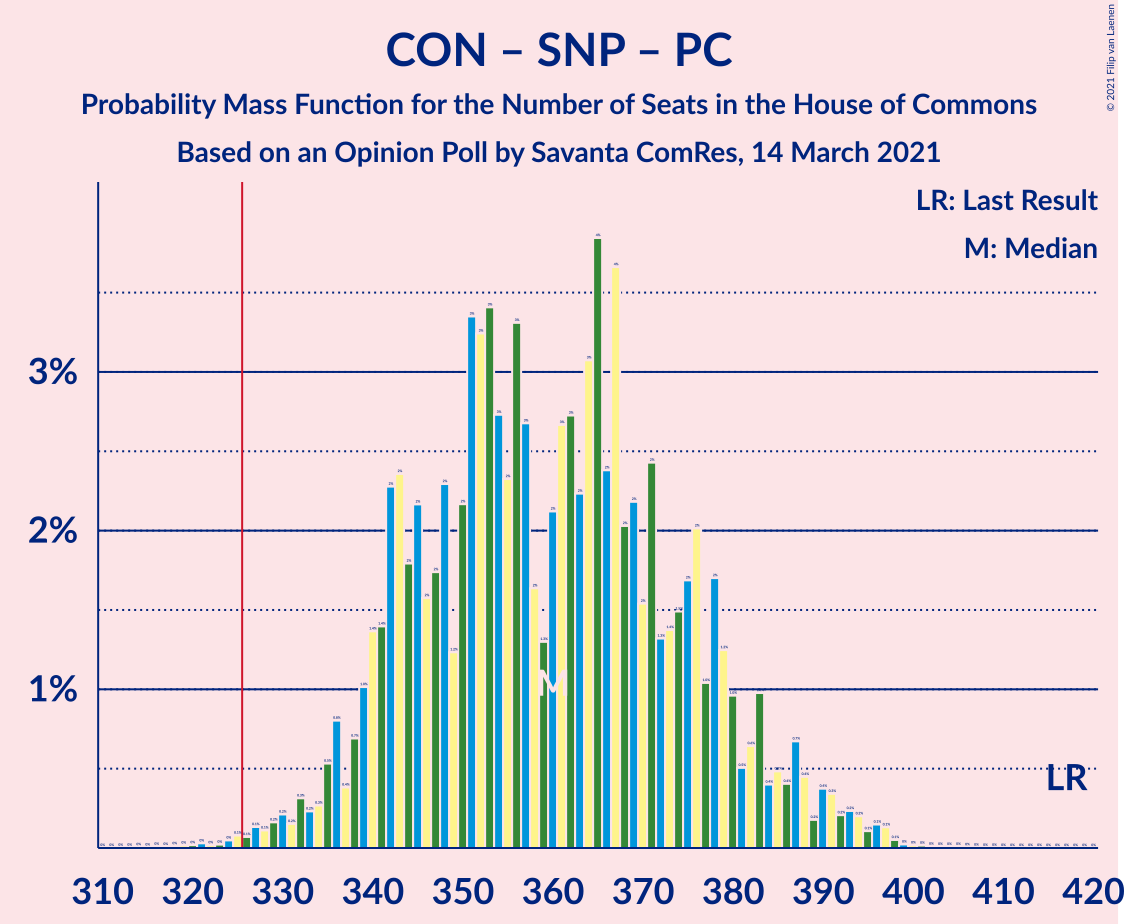 CON – SNP – PC
Probability Mass Function for the Number of Seats in the House of Commons
Based on an Opinion Poll by Savanta ComRes, 14 March 2021
© 2021 Filip van Laenen
LR: Last Result
M: Median
3%
2%
1%
M
LR
310 320 330 340 350 360 370 380 390 400 410 420